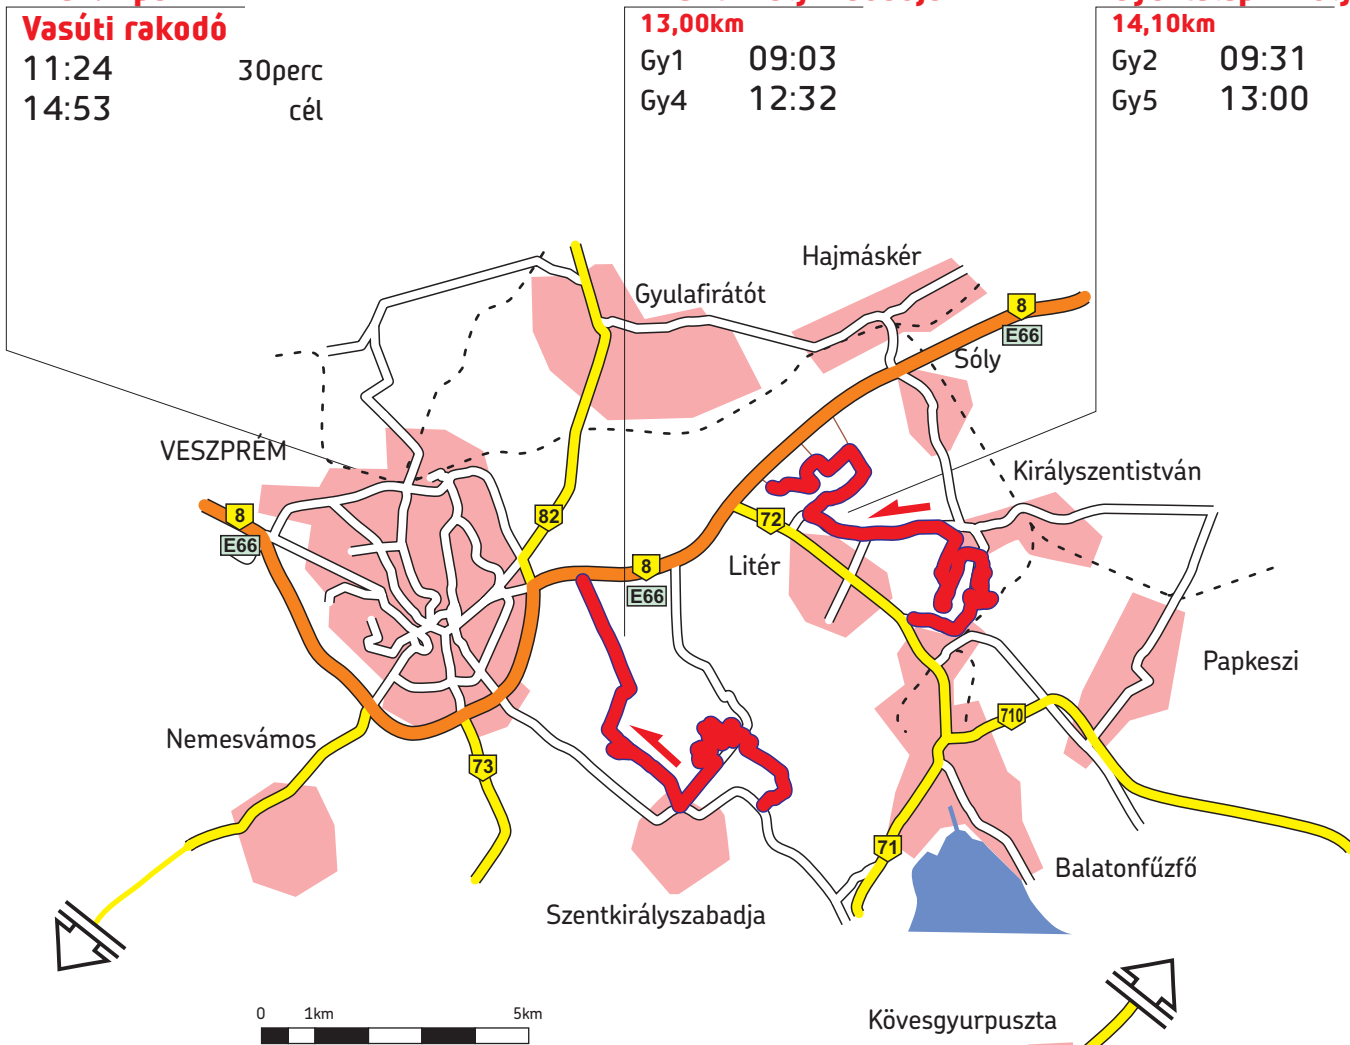 Vasúti rakodó
11:24 30perc
14:53 cél
13,00km
Gy1 09:03
Gy4 12:32
14,10km
Gy2 09:31
Gy5 13:00
Hajmáskér
Gyulafirátót
8
E66
Sóly
VESZPRÉM
Királyszentistván
8
E66
82
72
Litér
8
E66
Papkeszi
710
Nemesvámos
73
71
Balatonfűzfő
Szentkirályszabadja
0 1km 5km
Kövesgyurpuszta